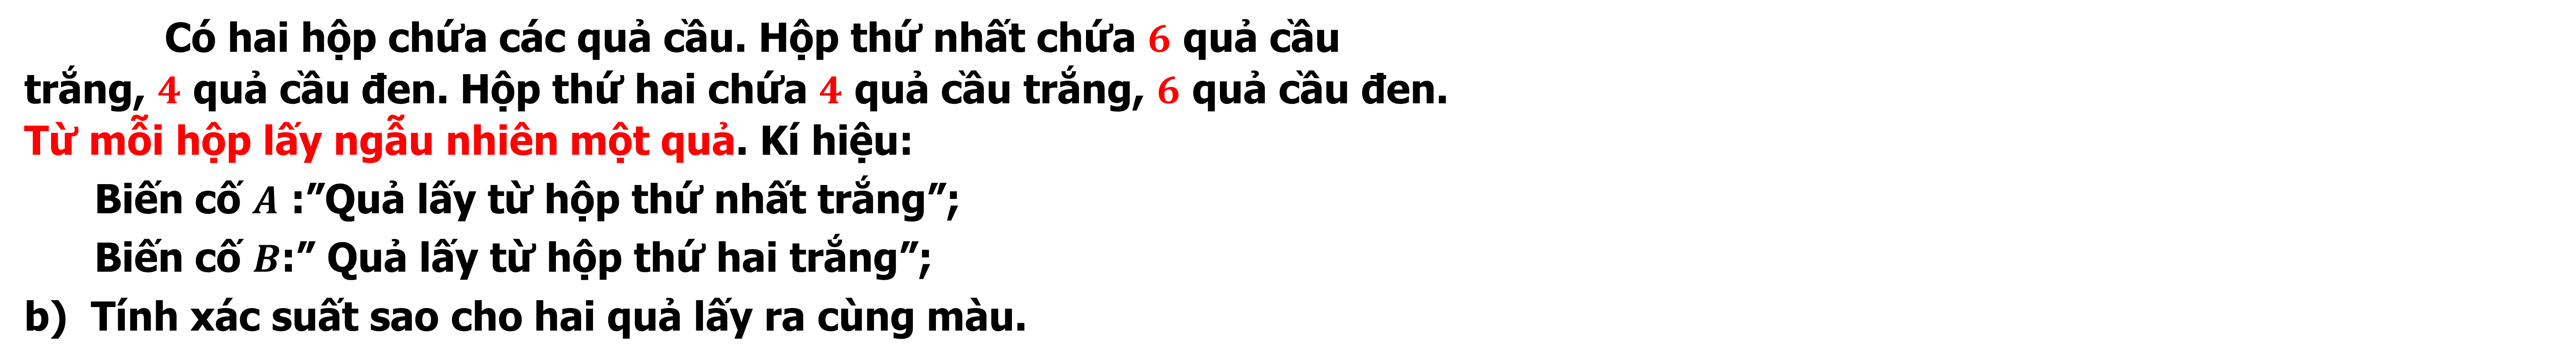 Có hai hộp chứa các quả cầu. Hộp thứ nhất chứa 6 quả cầu
trắng, 4 quả cầu đen. Hộp thứ hai chứa 4 quả cầu trắng, 6 quả cầu đen.
Từ mỗi hộp lấy ngẫu nhiên một quả. Kí hiệu:
Biến cố A :"Quả lấy từ hộp thứ nhất trắng";
Biến cố B:" Quả lấy từ hộp thứ hai trắng";
b) Tính xác suất sao cho hai quả lấy ra cùng màu.